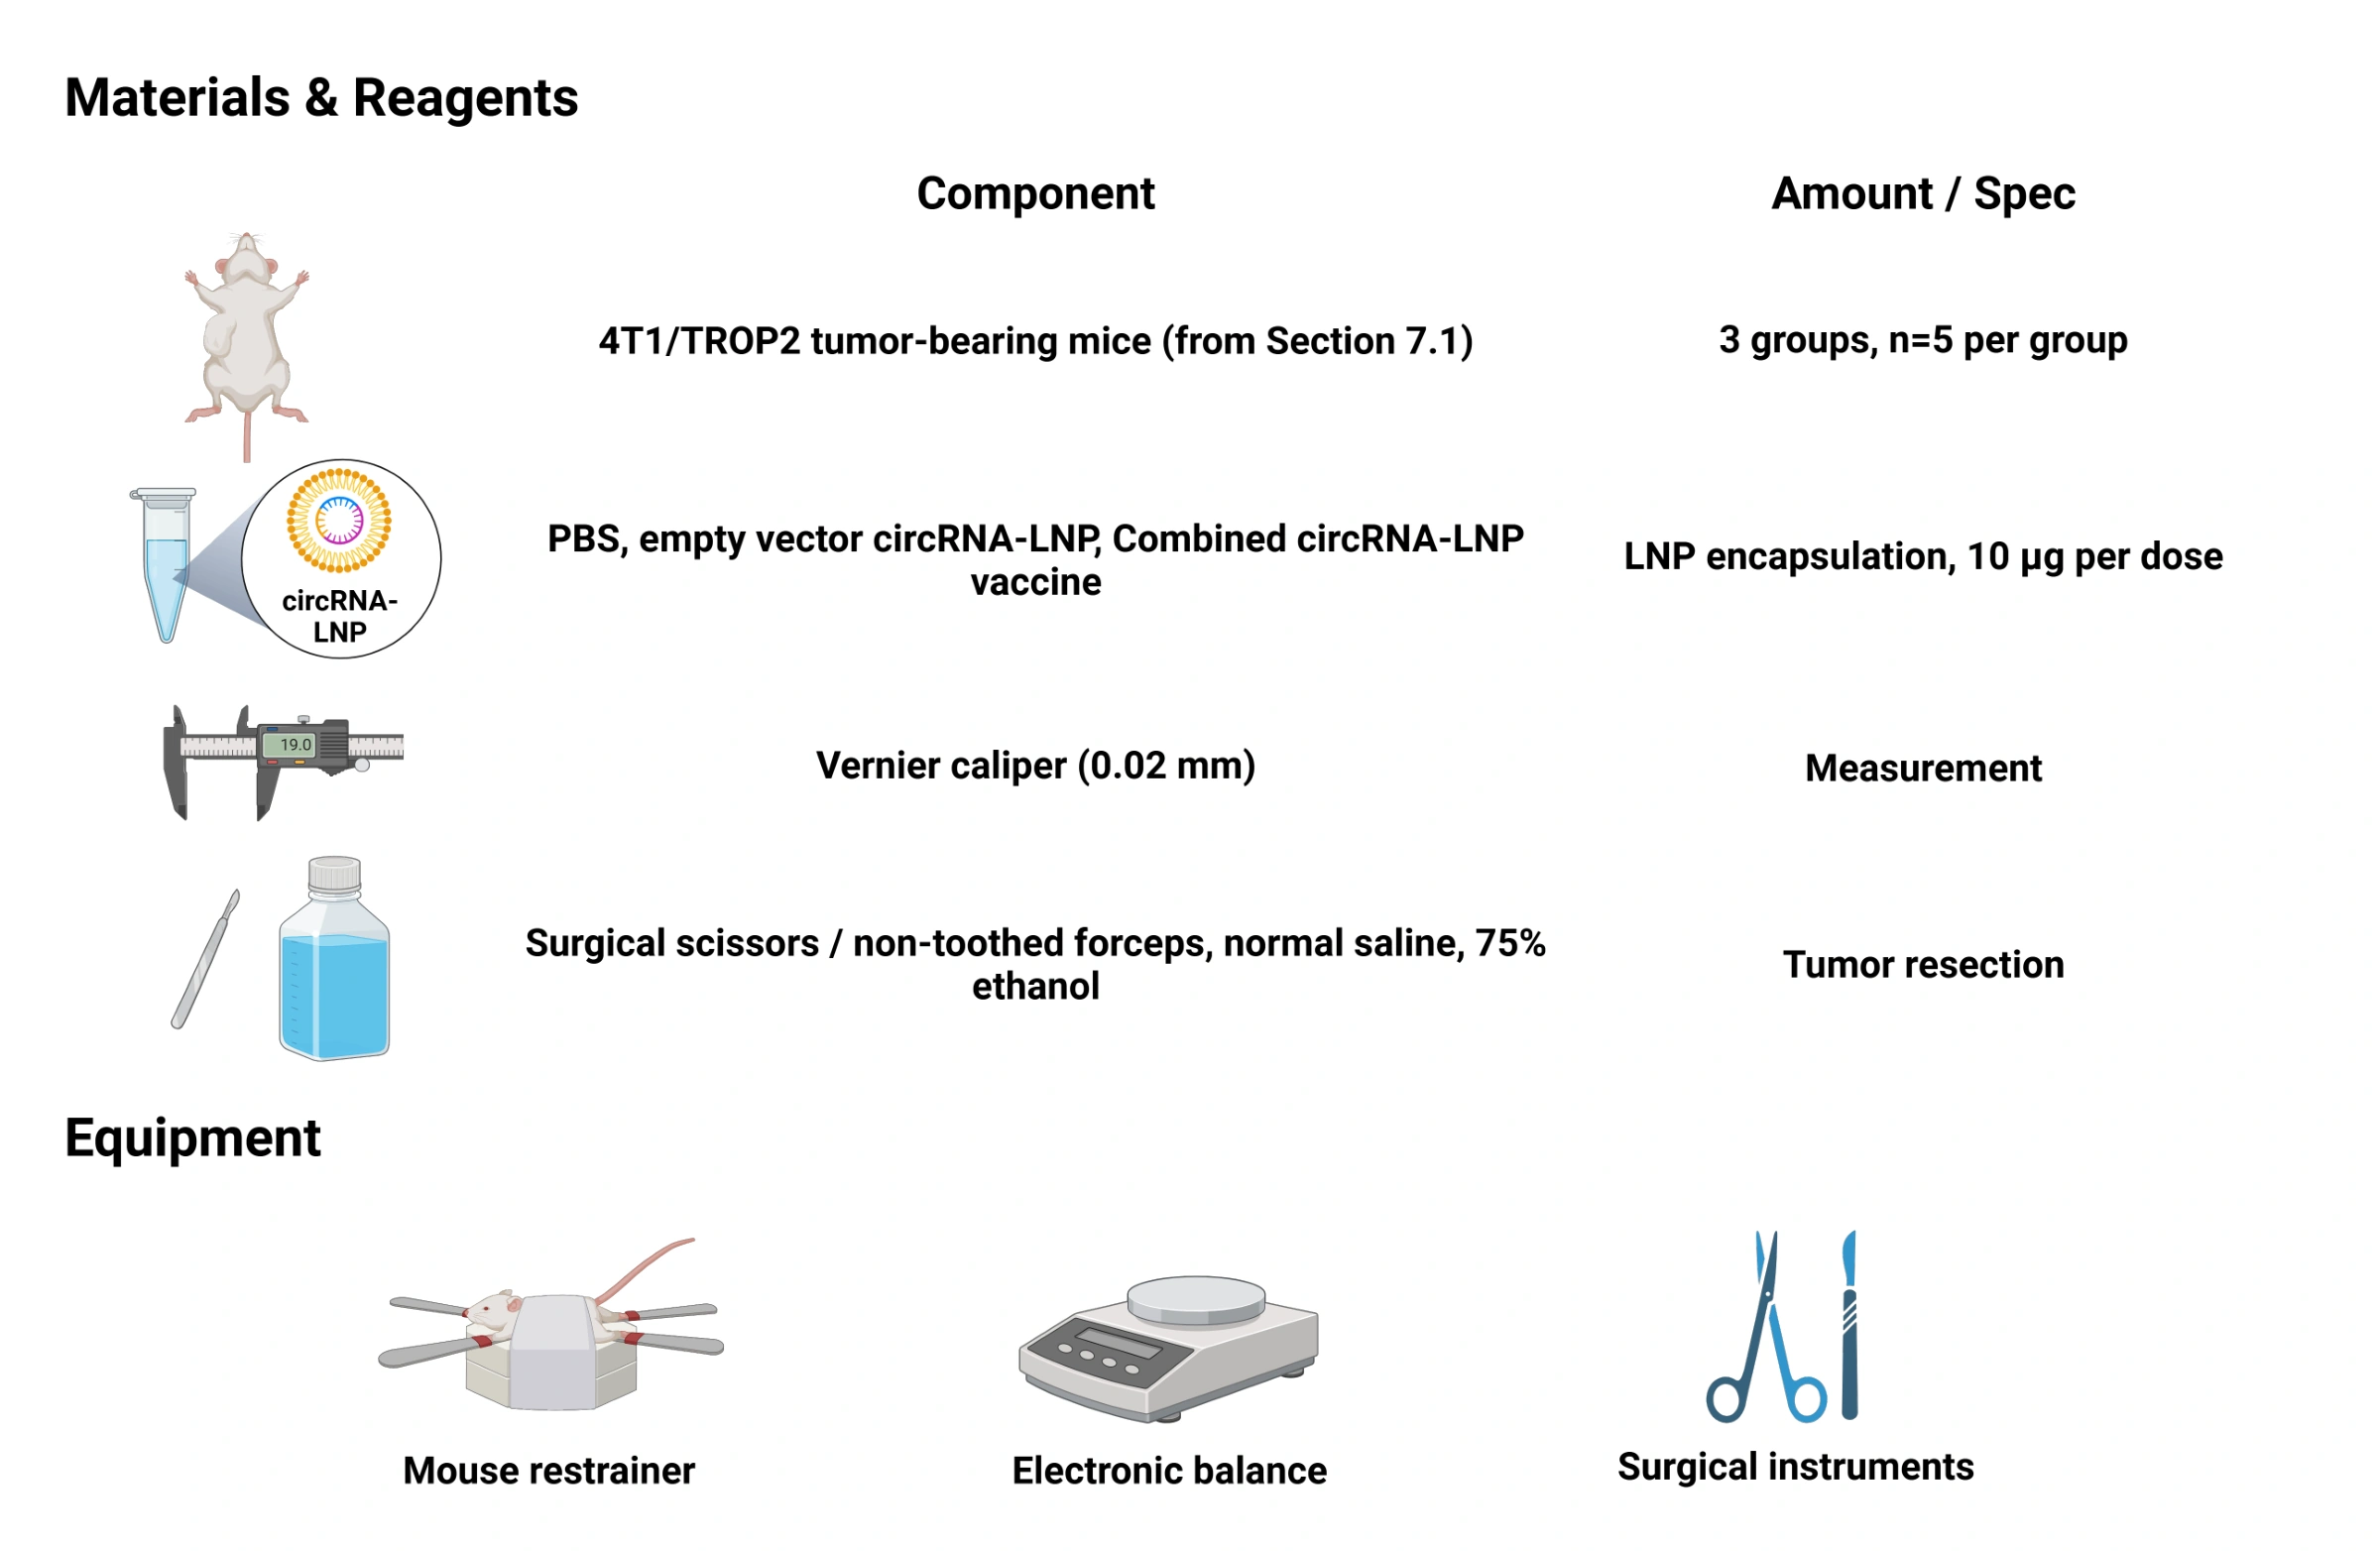 Materials & Reagents
Component
Amount / Spec
4T1/TROP2 tumor-bearing mice (from Section 7.1)
3 groups, n=5 per group
circRNA-
LNP
PBS, empty vector circRNA-LNP, Combined circRNA-LNP
vaccine
LNP encapsulation, 10 µg per dose
19.0
Vernier caliper (0.02 mm)
Measurement
Surgical scissors / non-toothed forceps, normal saline, 75%
ethanol
Tumor resection
Equipment
Mouse restrainer
Electronic balance
Surgical instruments